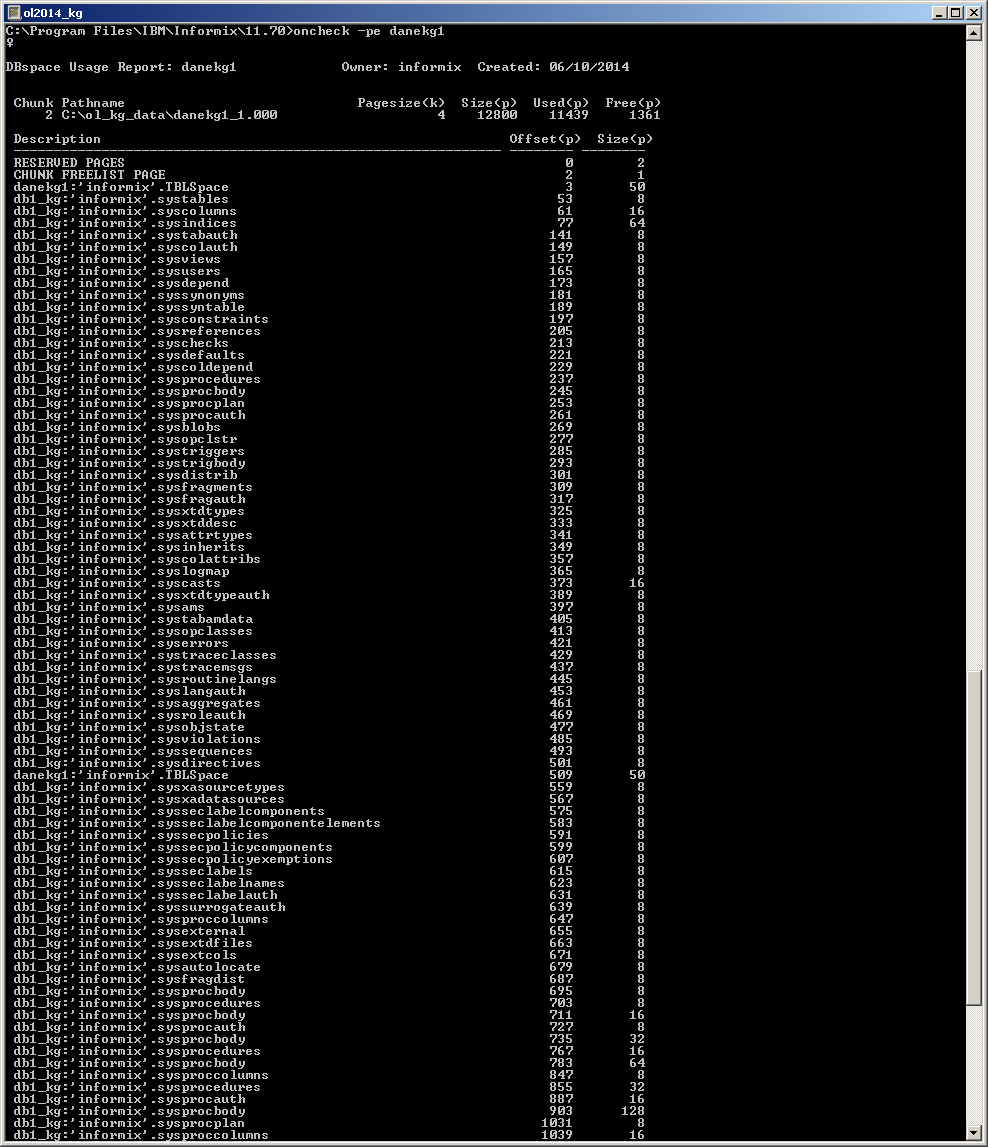 ol2014_kg
C:\Program Files\IBM\Informix\11.70>oncheck -pe danekg1
♀
DBspace Usage Report: danekg1 Owner: informix Created: 06/10/2014
Chunk Pathname Pagesize(k) Size(p) Used(p) Free(p)
2 C:\ol_kg_data\danekg1_1.000 4 12800 11439 1361
Description Offset(p) Size(p)
------------------------------------------------------------- -------- --------
RESERVED PAGES 0 2
CHUNK FREELIST PAGE 2 1
danekg1:'informix'.TBLSpace 3 50
db1_kg:'informix'.systables 53 8
db1_kg:'informix'.syscolumns 61 16
db1_kg:'informix'.sysindices 77 64
db1_kg:'informix'.systabauth 141 8
db1_kg:'informix'.syscolauth 149 8
db1_kg:'informix'.sysviews 157 8
db1_kg:'informix'.sysusers 165 8
db1_kg:'informix'.sysdepend 173 8
db1_kg:'informix'.syssynonyms 181 8
db1_kg:'informix'.syssyntable 189 8
db1_kg:'informix'.sysconstraints 197 8
db1_kg:'informix'.sysreferences 205 8
db1_kg:'informix'.syschecks 213 8
db1_kg:'informix'.sysdefaults 221 8
db1_kg:'informix'.syscoldepend 229 8
db1_kg:'informix'.sysprocedures 237 8
db1_kg:'informix'.sysprocbody 245 8
db1_kg:'informix'.sysprocplan 253 8
db1_kg:'informix'.sysprocauth 261 8
db1_kg:'informix'.sysblobs 269 8
db1_kg:'informix'.sysopclstr 277 8
db1_kg:'informix'.systriggers 285 8
db1_kg:'informix'.systrigbody 293 8
db1_kg:'informix'.sysdistrib 301 8
db1_kg:'informix'.sysfragments 309 8
db1_kg:'informix'.sysfragauth 317 8
db1_kg:'informix'.sysxtdtypes 325 8
db1_kg:'informix'.sysxtddesc 333 8
db1_kg:'informix'.sysattrtypes 341 8
db1_kg:'informix'.sysinherits 349 8
db1_kg:'informix'.syscolattribs 357 8
db1_kg:'informix'.syslogmap 365 8
db1_kg:'informix'.syscasts 373 16
db1_kg:'informix'.sysxtdtypeauth 389 8
db1_kg:'informix'.sysams 397 8
db1_kg:'informix'.systabamdata 405 8
db1_kg:'informix'.sysopclasses 413 8
db1_kg:'informix'.syserrors 421 8
db1_kg:'informix'.systraceclasses 429 8
db1_kg:'informix'.systracemsgs 437 8
db1_kg:'informix'.sysroutinelangs 445 8
db1_kg:'informix'.syslangauth 453 8
db1_kg:'informix'.sysaggregates 461 8
db1_kg:'informix'.sysroleauth 469 8
db1_kg:'informix'.sysobjstate 477 8
db1_kg:'informix'.sysviolations 485 8
db1_kg:'informix'.syssequences 493 8
db1_kg:'informix'.sysdirectives 501 8
danekg1:'informix'.TBLSpace 509 50
db1_kg:'informix'.sysxasourcetypes 559 8
db1_kg:'informix'.sysxadatasources 567 8
db1_kg:'informix'.sysseclabelcomponents 575 8
db1_kg:'informix'.sysseclabelcomponentelements 583 8
db1_kg:'informix'.syssecpolicies 591 8
db1_kg:'informix'.syssecpolicycomponents 599 8
db1_kg:'informix'.syssecpolicyexemptions 607 8
db1_kg:'informix'.sysseclabels 615 8
db1_kg:'informix'.sysseclabelnames 623 8
db1_kg:'informix'.sysseclabelauth 631 8
db1_kg:'informix'.syssurrogateauth 639 8
db1_kg:'informix'.sysproccolumns 647 8
db1_kg:'informix'.sysexternal 655 8
db1_kg:'informix'.sysextdfiles 663 8
db1_kg:'informix'.sysextcols 671 8
db1_kg:'informix'.sysautolocate 679 8
db1_kg:'informix'.sysfragdist 687 8
db1_kg:'informix'.sysprocbody 695 8
db1_kg:'informix'.sysprocedures 703 8
db1_kg:'informix'.sysprocbody 711 16
db1_kg:'informix'.sysprocauth 727 8
db1_kg:'informix'.sysprocbody 735 32
db1_kg:'informix'.sysprocedures 767 16
db1_kg:'informix'.sysprocbody 783 64
db1_kg:'informix'.sysproccolumns 847 8
db1_kg:'informix'.sysprocedures 855 32
db1_kg:'informix'.sysprocauth 887 16
db1_kg:'informix'.sysprocbody 903 128
db1_kg:'informix'.sysprocplan 1031 8
db1_kg:'informix'.sysproccolumns 1039 16